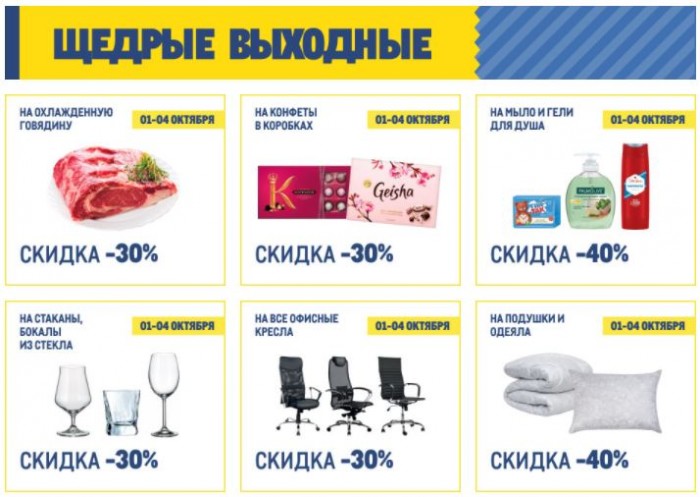 ЩЕДРЫЕ ВЫХОДНЫЕ
НА ОХЛАЖДЕННУЮ
ГОВЯДИНУ
01-04 ОКТЯБРЯ
СКИДКА -30%
НА КОНФЕТЫ
В КОРОБКАХ
01-04 ОКТЯБРЯ
Geisha
СКИДКА -30%
НА МЫЛО И ГЕЛИ
ДЛЯ ДУША
01-04 ОКТЯБРЯ
PALMOLIVE
СКИДКА -40%
НА СТАКАНЫ,
БОКАЛЫ
ИЗ СТЕКЛА
01-04 ОКТЯБРЯ
СКИДКА -30%
НА ВСЕ ОФИСНЫЕ
КРЕСЛА
01-04 ОКТЯБРЯ
СКИДКА -30%
НА ПОДУШКИ И
ОДЕЯЛА
01-04 ОКТЯБРЯ
СКИДКА -40%